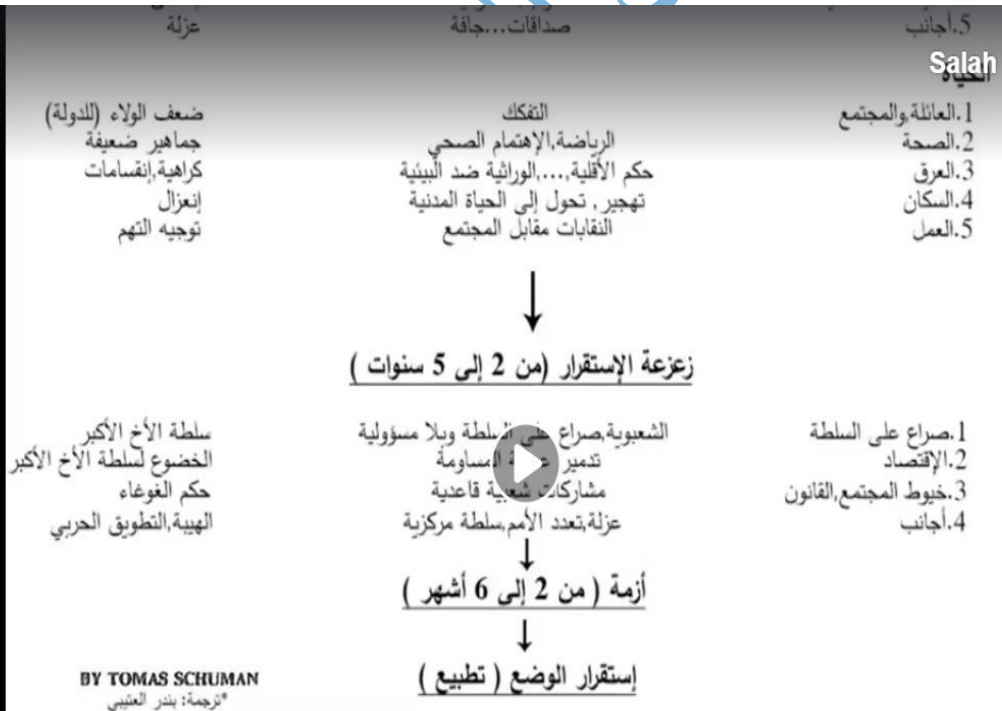 5.أجانب صداقات...جافة عزلة
Salah
الحياة
1.العائلة,والمجتمع التفكك ضعف الولاء (للدولة)
2.الصحة الرياضة,الإهتمام الصحي جماهير ضعيفة
3.العرق حكم الأقلية,...,الوراثية ضد البيئية كراهية,إنقسامات
4.السكان تهجير, تحول إلى الحياة المدنية إنعزال
5.العمل النقابات مقابل المجتمع توجيه التهم
زعزعة الإستقرار (من 2 إلى 5 سنوات )
1.صراع على السلطة الشعبوية,صراع على السلطة وبلا مسؤولية سلطة الأخ الأكبر
2.الإقتصاد تدمير المساومة الخضوع لسلطة الأخ الأكبر
3.خيوط المجتمع,القانون مشاركات شعبية قاعدية حكم الغوغاء
4.أجانب عزلة,تعدد الأمم,سلطة مركزية الهيبة,التطويق الحربي
أزمة ( من 2 إلى 6 أشهر )
إستقرار الوضع ( تطبيع )
BY TOMAS SCHUMAN
*ترجمة: بندر العتيبي